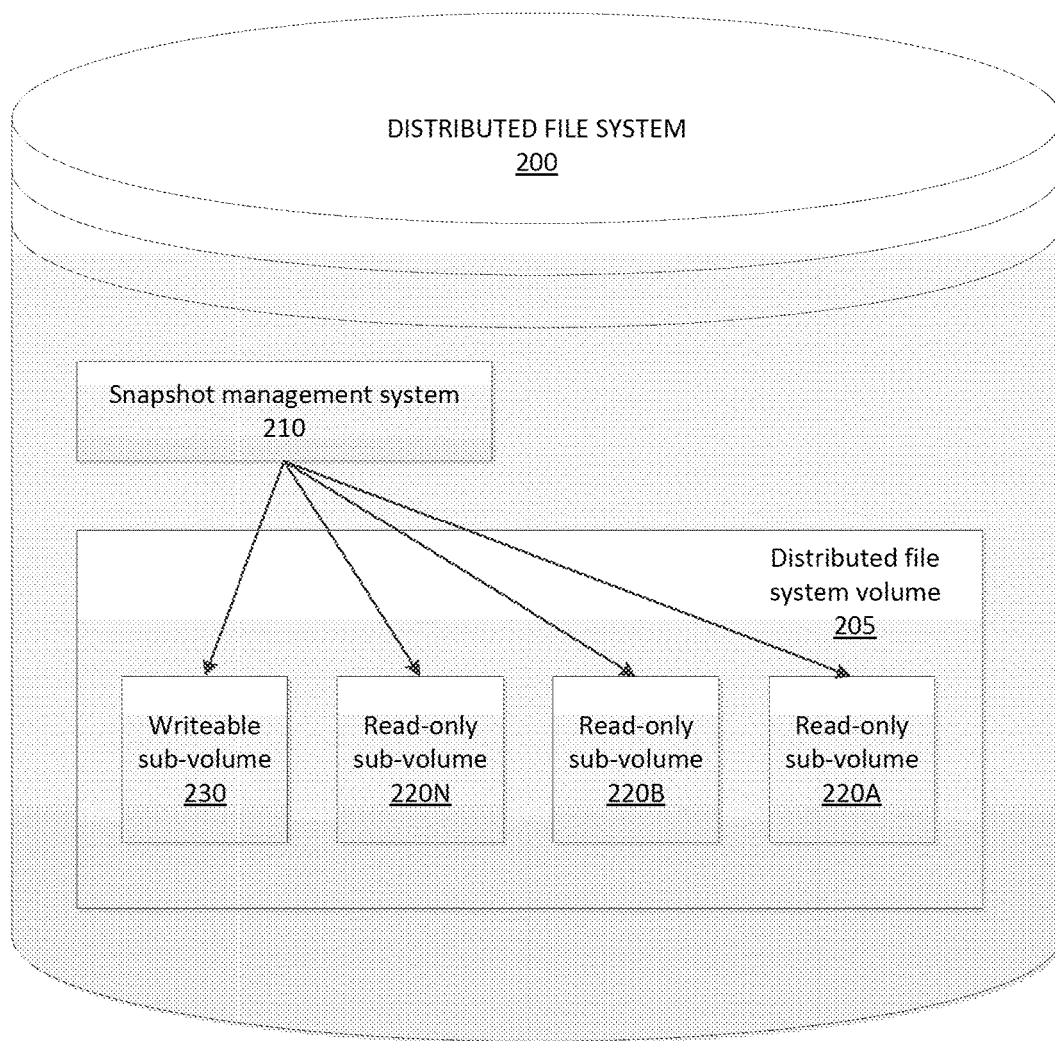 DISTRIBUTED FILE SYSTEM
200
Snapshot management system
210
Distributed file
system volume
205
Writeable
sub-volume
230
Read-only
sub-volume
220N
Read-only
sub-volume
220B
Read-only
sub-volume
220A